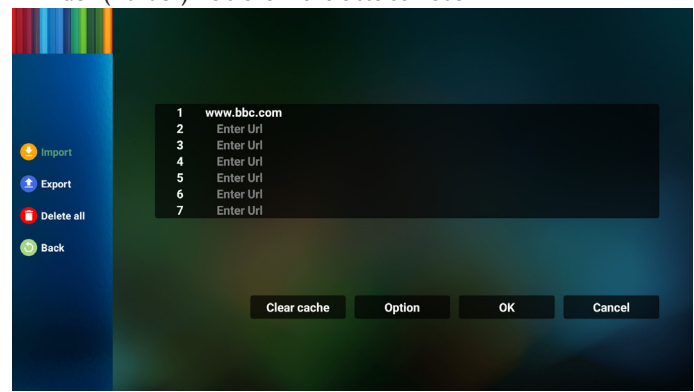 Import
Export
Delete all
Back
1 www.bbc.com
2 Enter Url
3 Enter Url
4 Enter Url
5 Enter Url
6 Enter Url
7 Enter Url
Clear cache Option OK Cancel